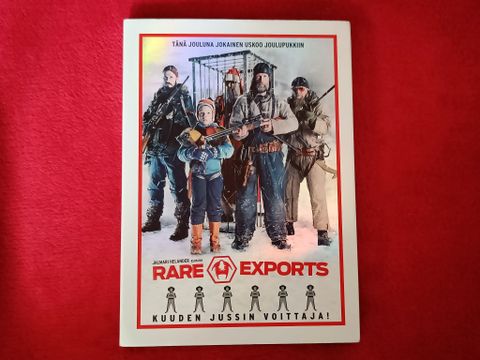 TÄNÄ JOULUNA JOKAINEN USKOO JOULUPUKKIIN
JALMARI HELANDER
RARE EXPORTS
KUUDEN JUSSIN VOITTAJA!